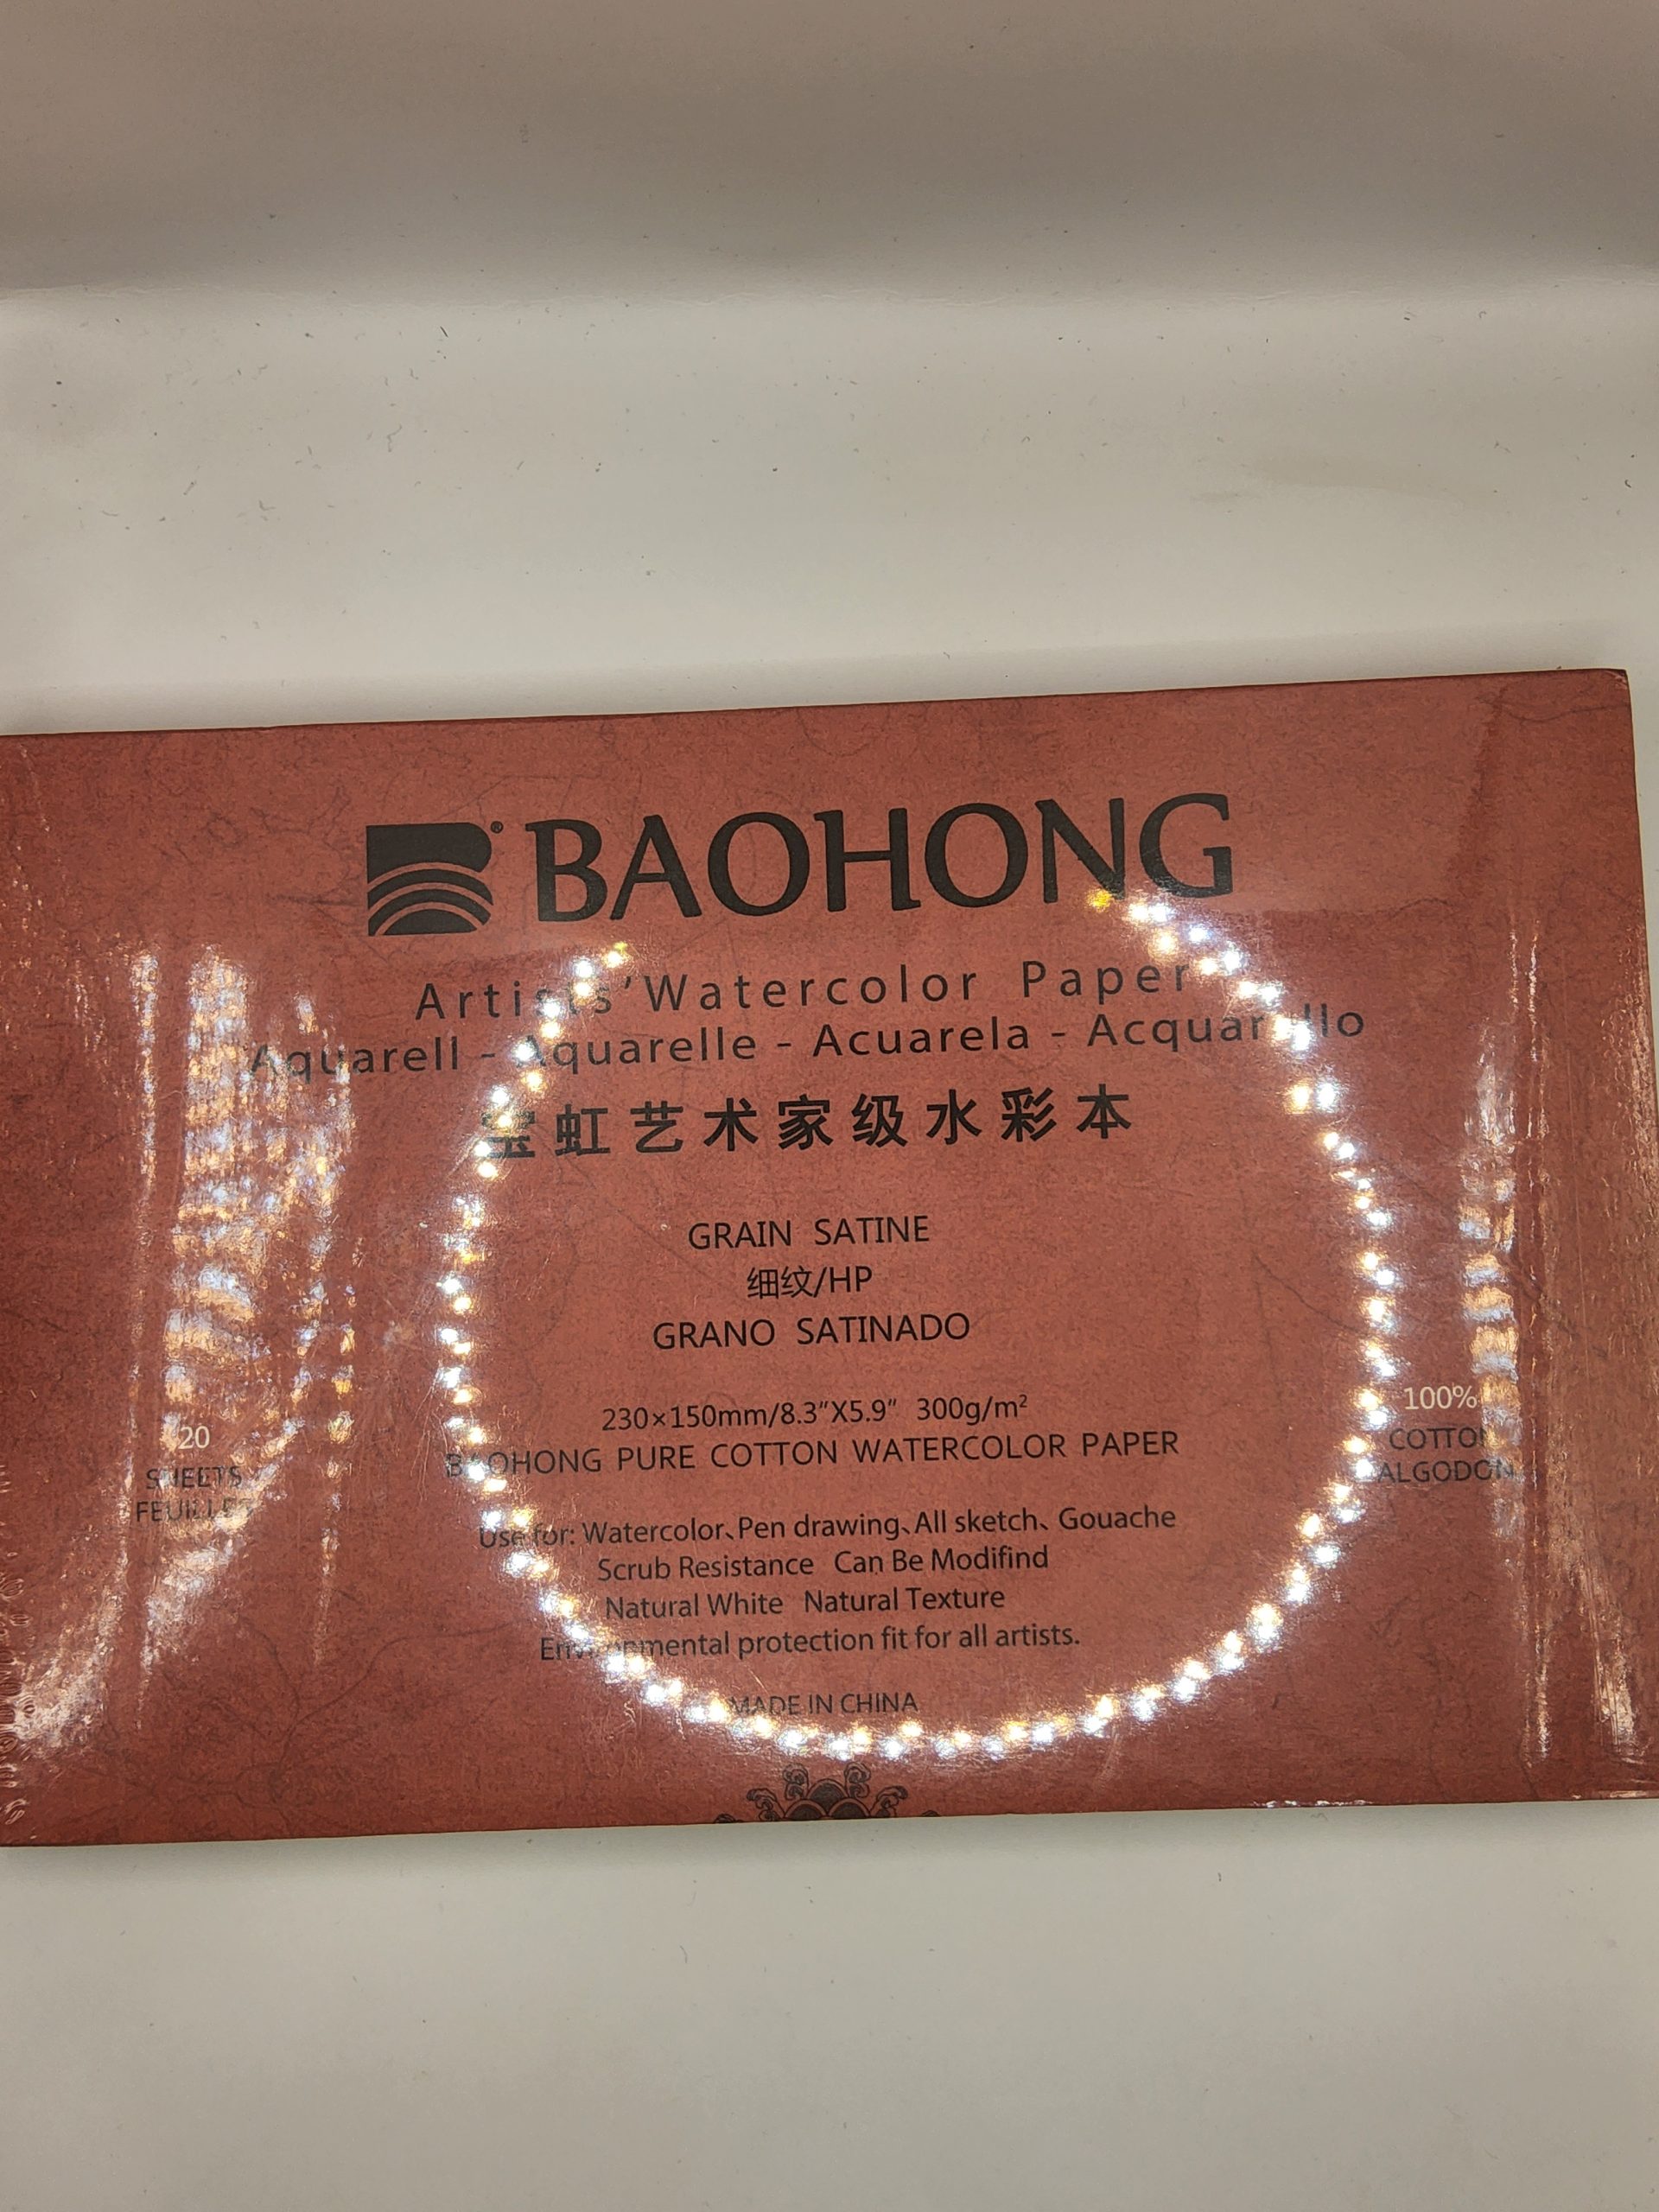 BAOHONG
Artists' Watercolor Paper
Aquarell - Aquarelle - Acuarela - Acquarello
宝虹艺术家级水彩本
GRAIN SATINE
细纹/HP
GRANO SATINADO
230×150mm/8.3"X5.9" 300g/m²
BAOHONG PURE COTTON WATERCOLOR PAPER
20
SHEETS
FEUILLET
100%
COTTON
ALGODON
Use for: Watercolor、Pen drawing、All sketch、Gouache
Scrub Resistance Can Be Modifind
Natural White Natural Texture
Environmental protection fit for all artists.
MADE IN CHINA